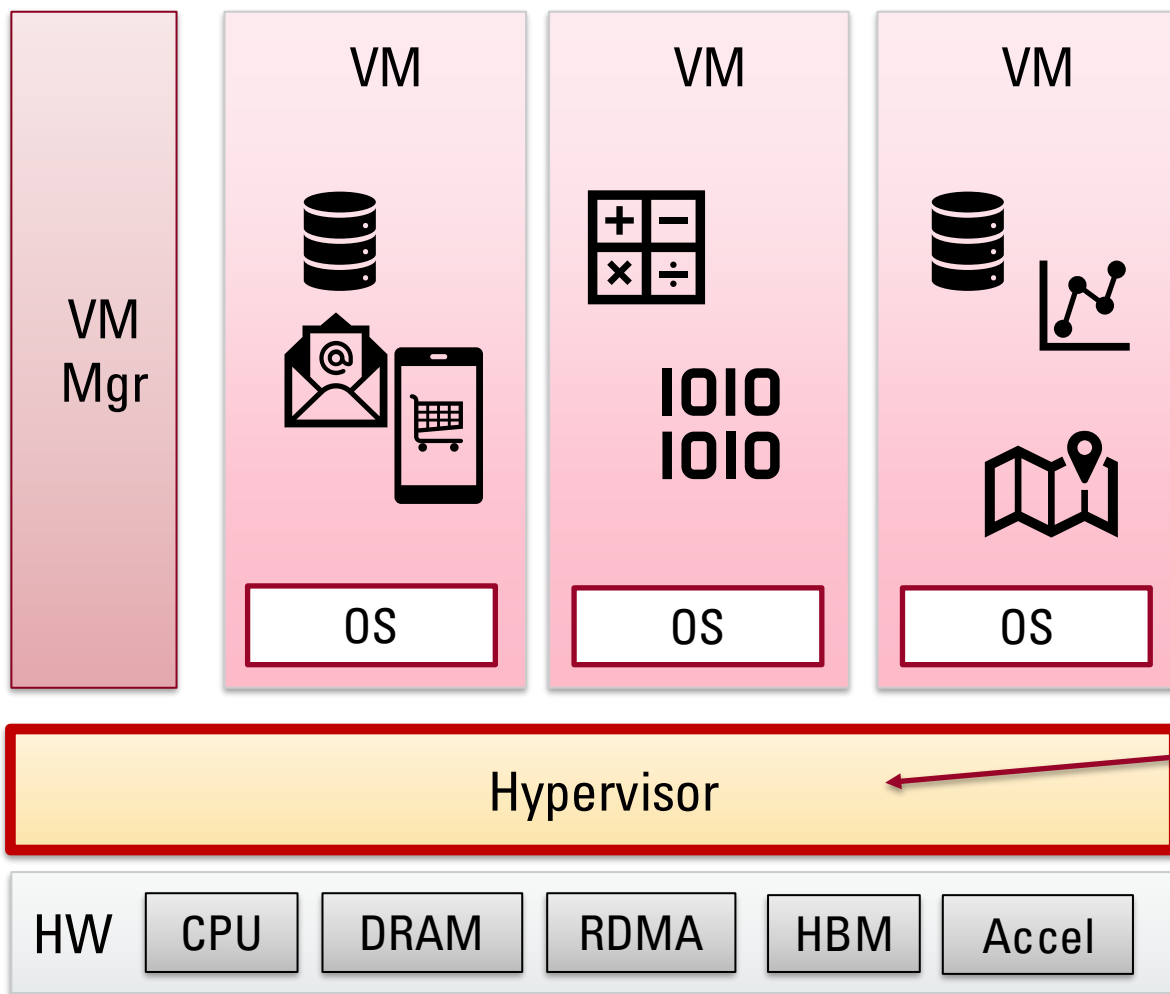 VM
Mgr
VM
VM
VM
@
1010
1010
OS
OS
OS
Hypervisor
HW
CPU
DRAM
RDMA
HBM
Accel